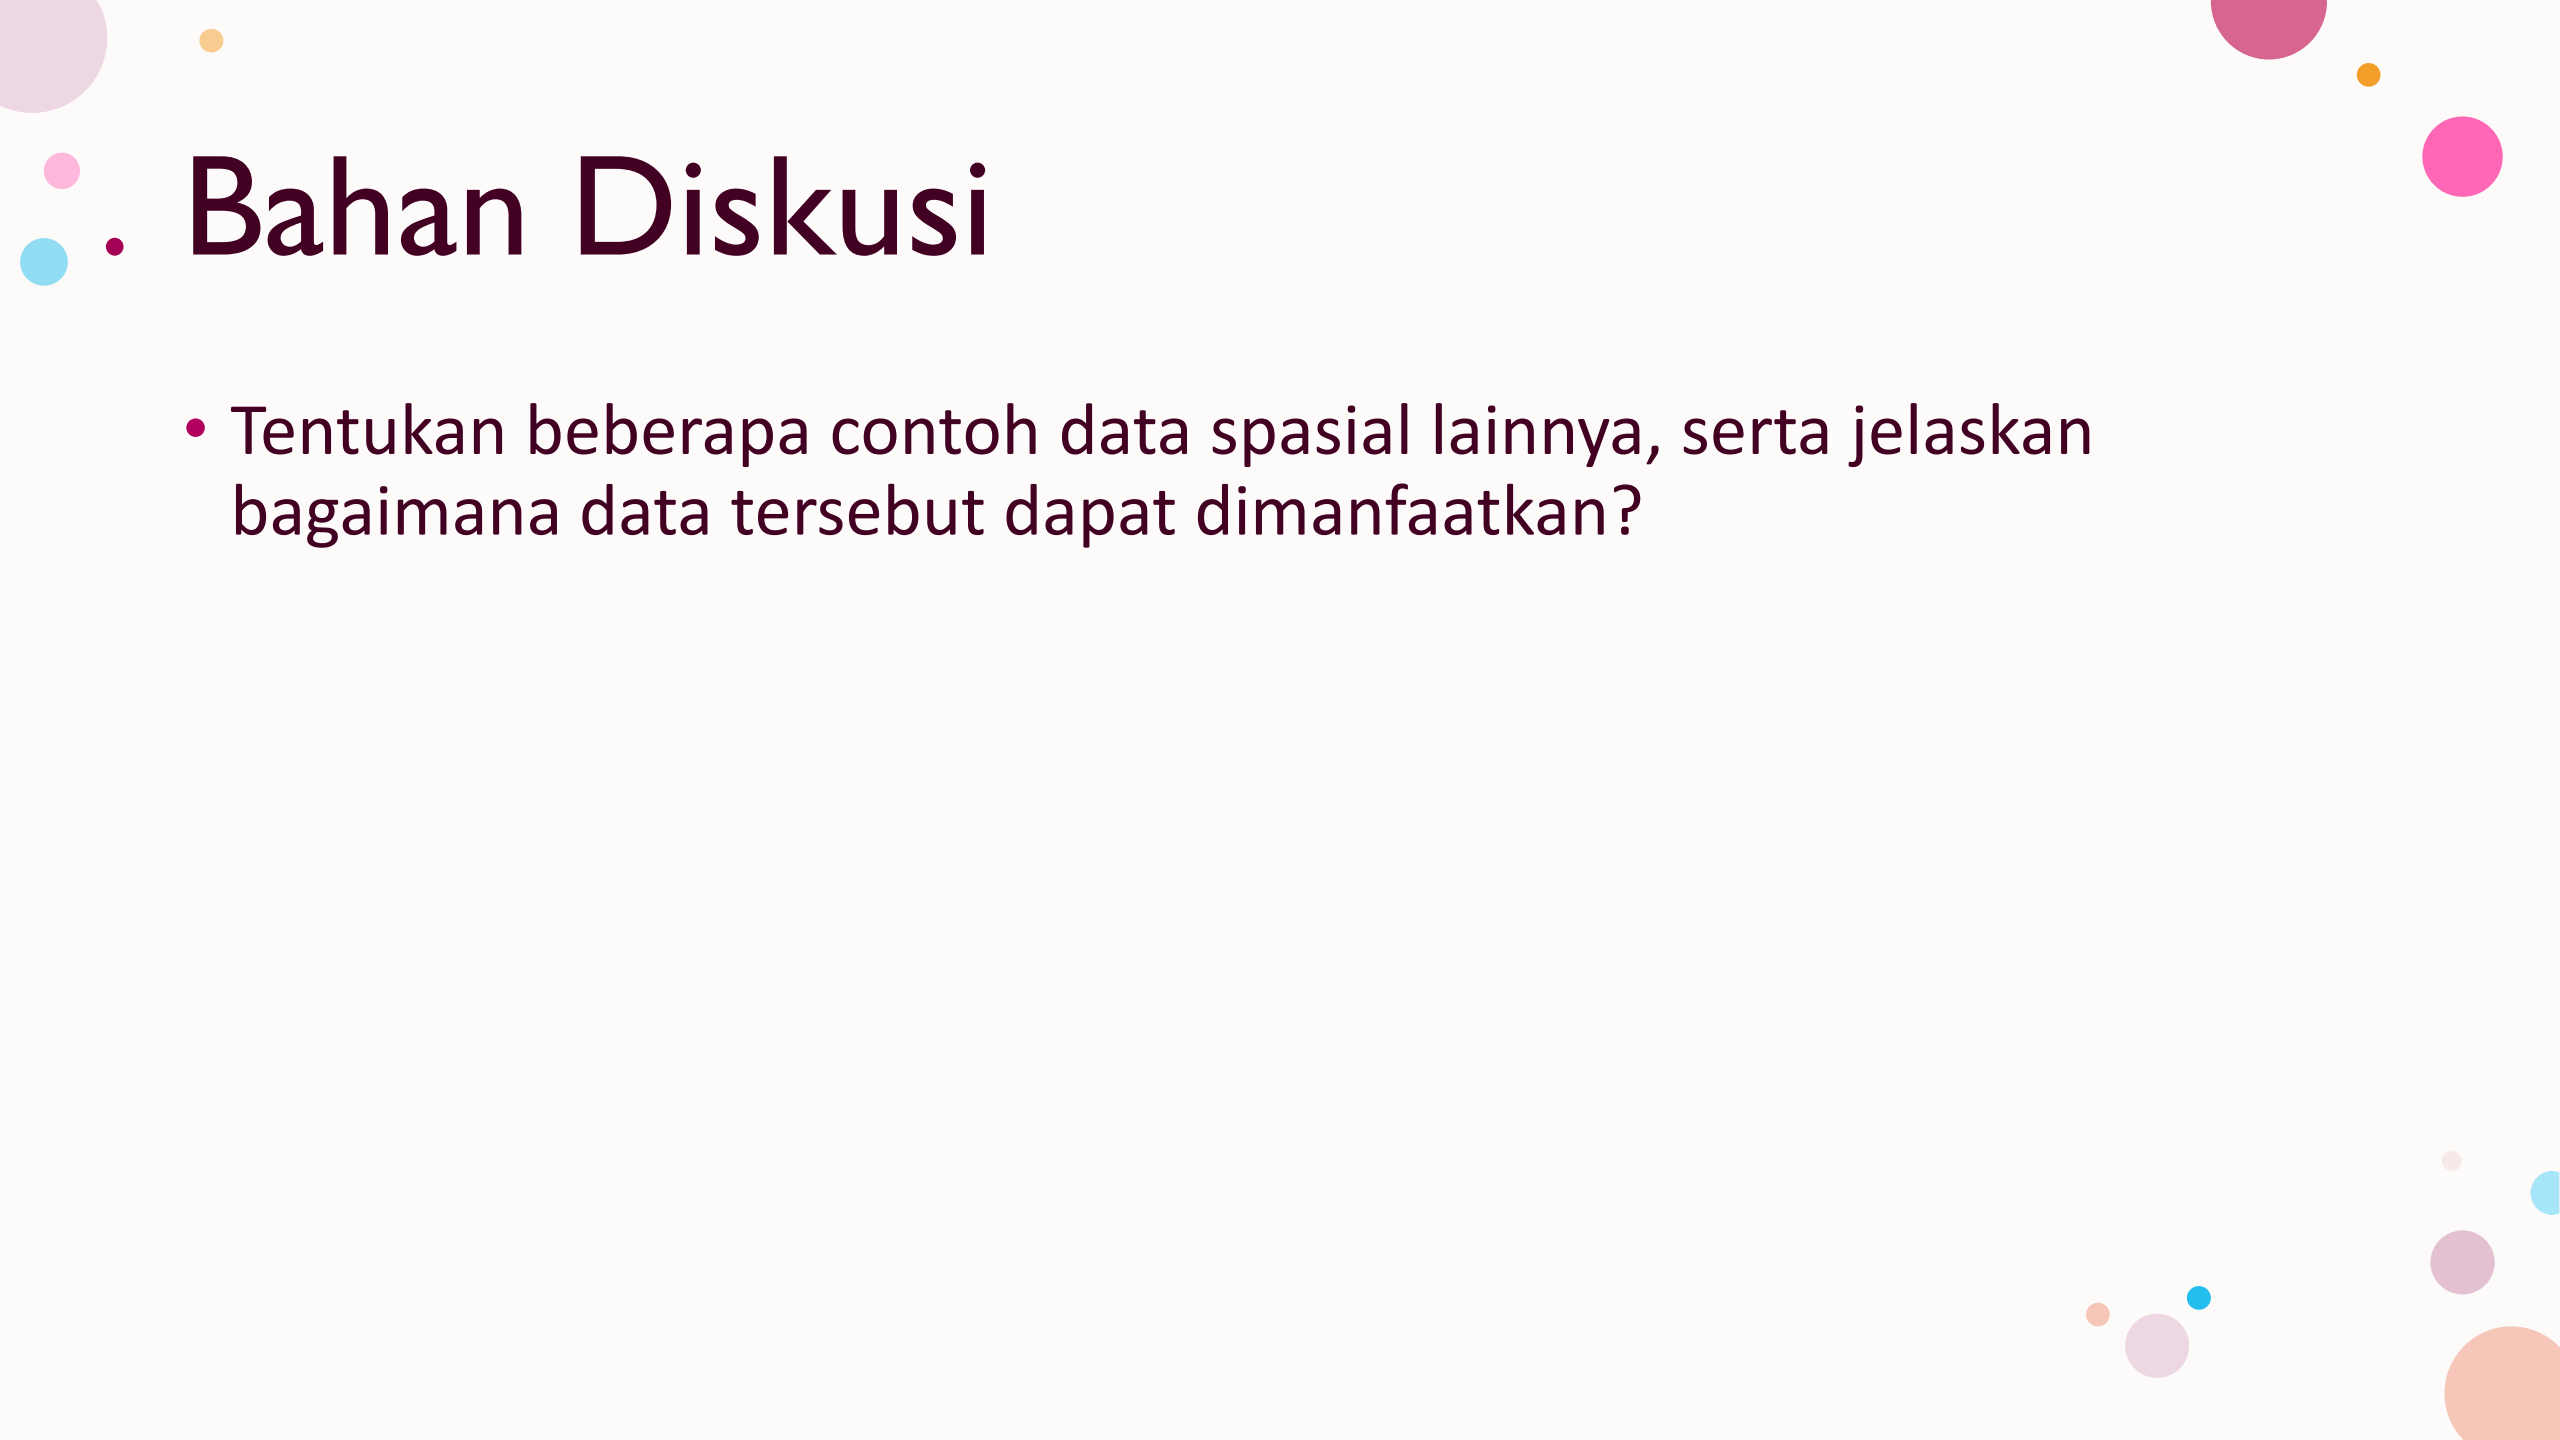 Bahan Diskusi
• Tentukan beberapa contoh data spasial lainnya, serta jelaskan
bagaimana data tersebut dapat dimanfaatkan?